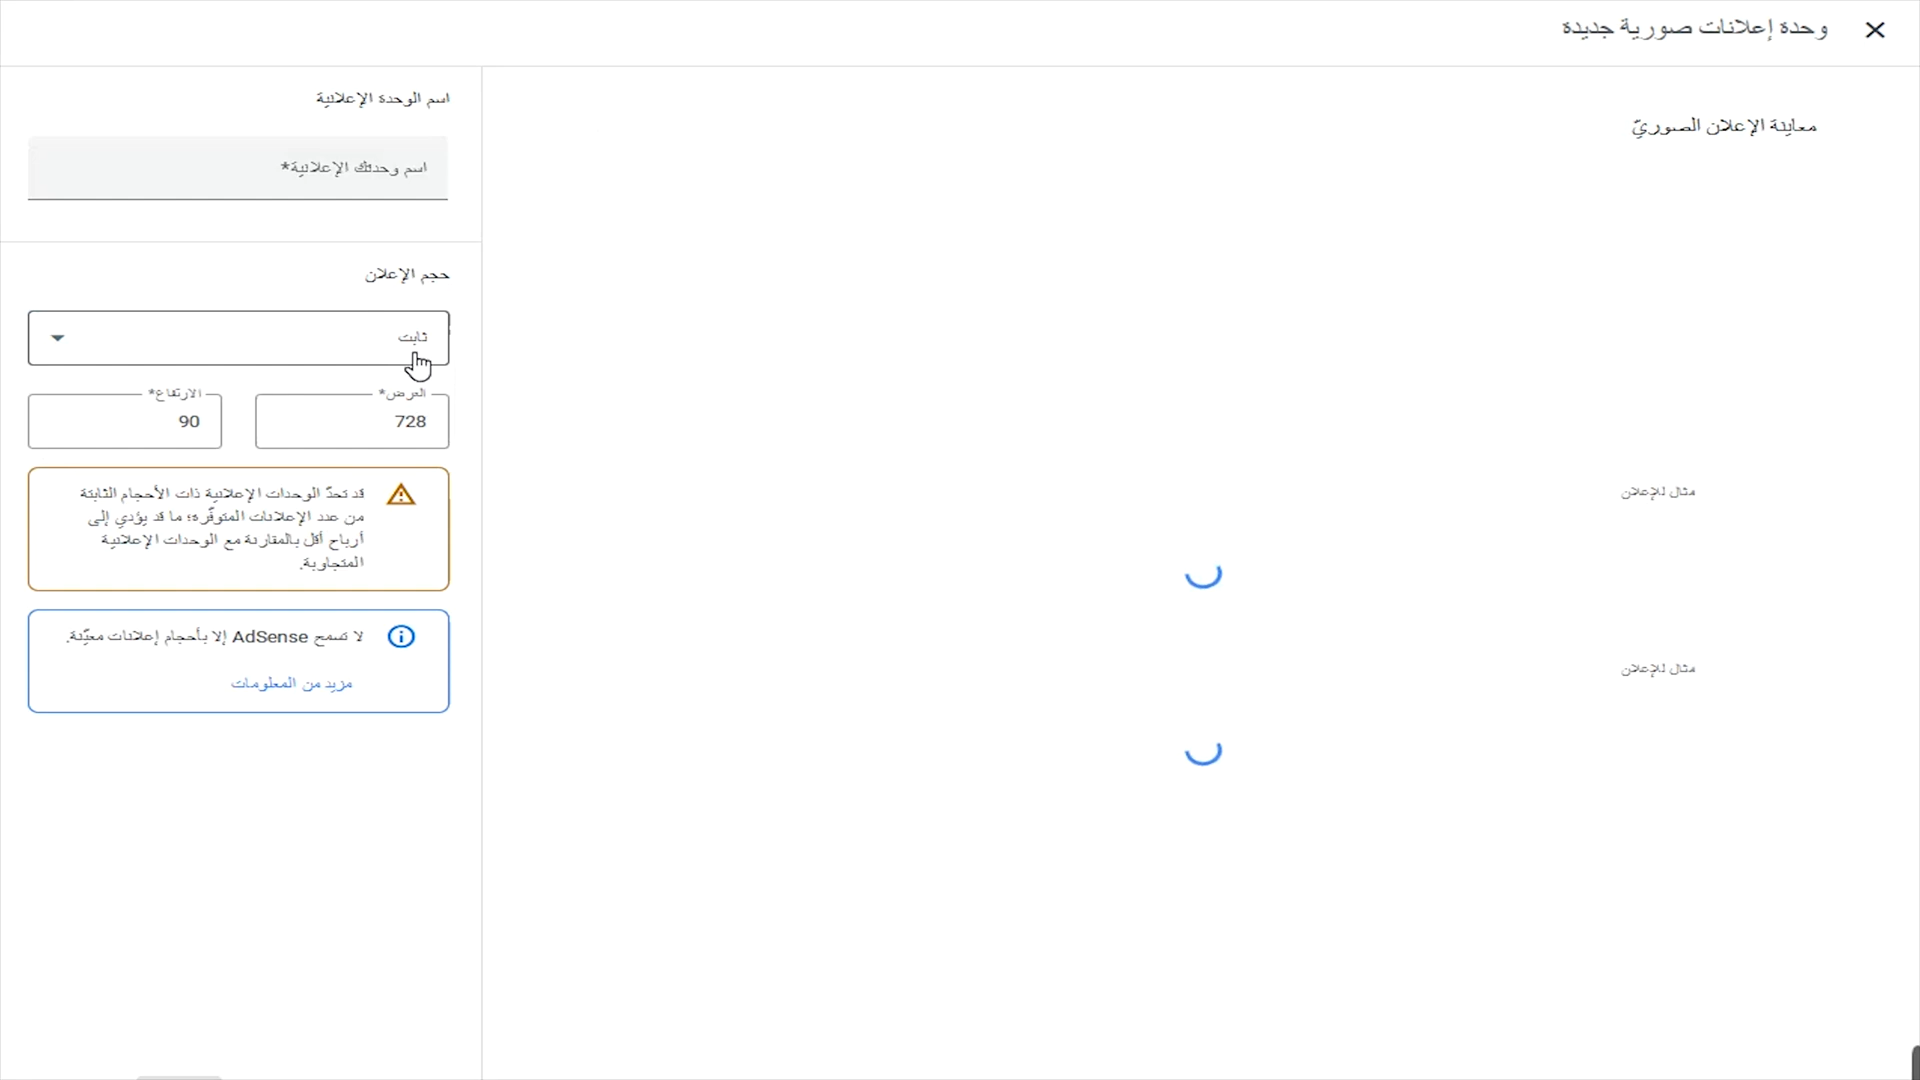 وحدة إعلانات صورية جديدة
اسم الوحدة الإعلانية
اسم وحدتك الإعلانية*
حجم الإعلان
ثابت
العرض*
728
الارتفاع*
90
قد تحدّ الوحدات الإعلانية ذات الأحجام الثابتة
من عدد الإعلانات المتوفّرة؛ ما قد يؤدي إلى
أرباح أقل بالمقارنة مع الوحدات الإعلانية
المتجاوبة.
لا تسمح AdSense إلا بأحجام إعلانات معيّنة.
مزيد من المعلومات
معاينة الإعلان الصوريّ
مثال للإعلان
مثال للإعلان